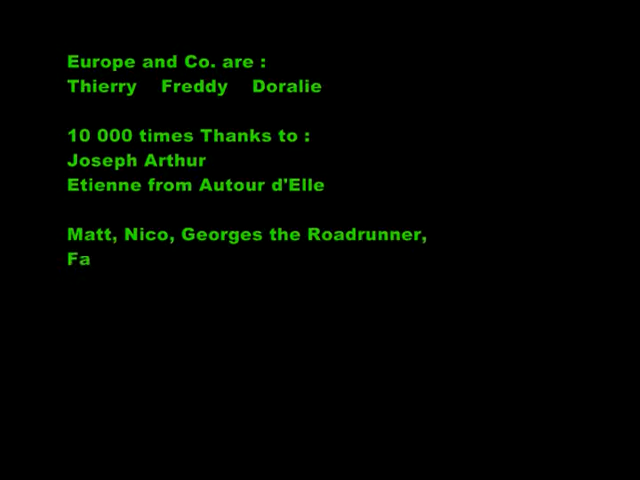 Europe and Co. are :
Thierry    Freddy    Doralie
10 000 times Thanks to :
Joseph Arthur
Etienne from Autour d'Elle
Matt, Nico, Georges the Roadrunner,
Fa